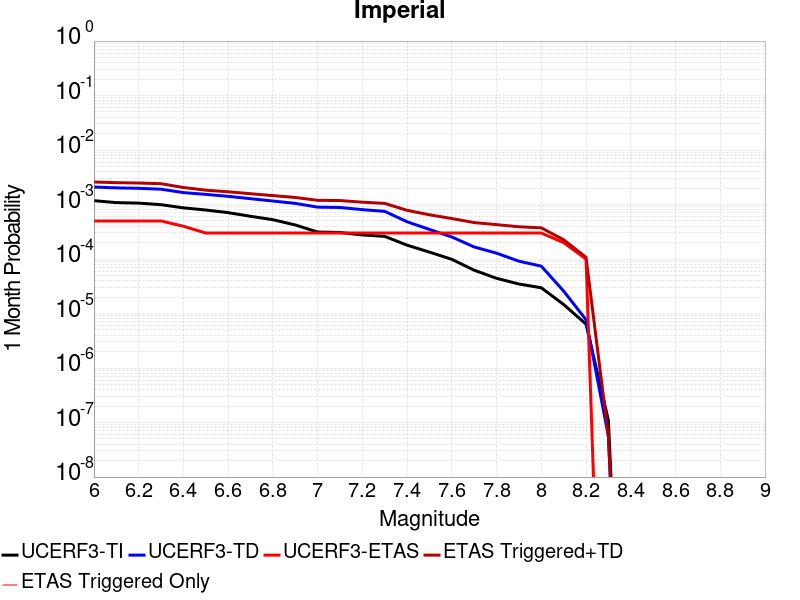 Imperial
10^0
10^-1
10^-2
10^-3
10^-4
10^-5
10^-6
10^-7
10^-8
1 Month Probability
6 6.2 6.4 6.6 6.8 7 7.2 7.4 7.6 7.8 8 8.2 8.4 8.6 8.8 9
Magnitude
UCERF3-TI UCERF3-TD UCERF3-ETAS ETAS Triggered+TD
ETAS Triggered Only